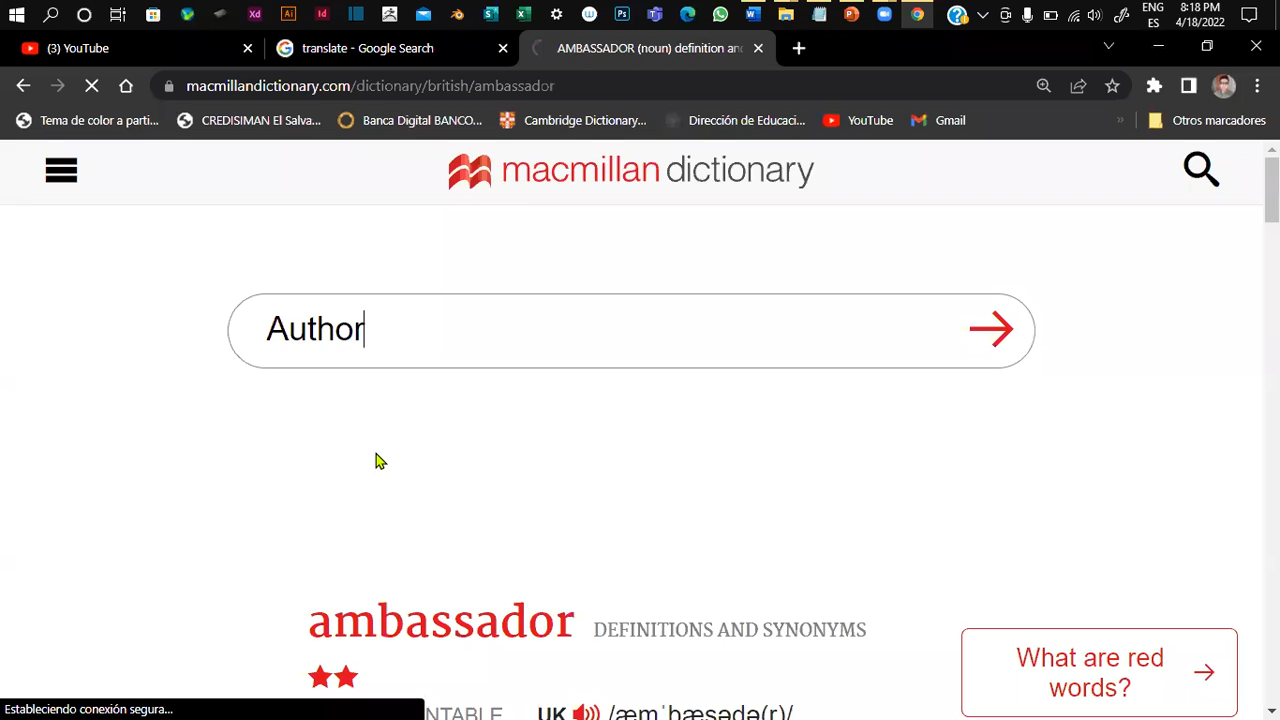 ENG
ES
8:18 PM
4/18/2022
(3) YouTube
translate - Google Search
AMBASSADOR (noun) definition an
macmillandictionary.com/dictionary/british/ambassador
Tema de color a parti...
CREDISIMAN El Salva...
Banca Digital BANCO...
Cambridge Dictionary...
Dirección de Educaci...
YouTube
Gmail
»
Otros marcadores
macmillan dictionary
Author
ambassador DEFINITIONS AND SYNONYMS
What are red
words?
NTABLE UK /æmˈbæsədə(r)/
Estableciendo conexión segura...